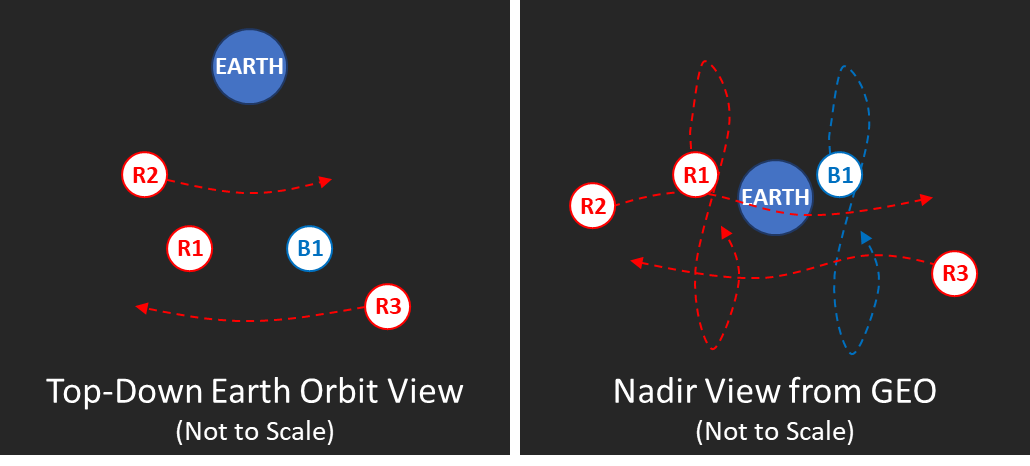 EARTH
R2
R1
B1
R3
Top-Down Earth Orbit View
(Not to Scale)
R1
B1
EARTH
R2
R3
Nadir View from GEO
(Not to Scale)